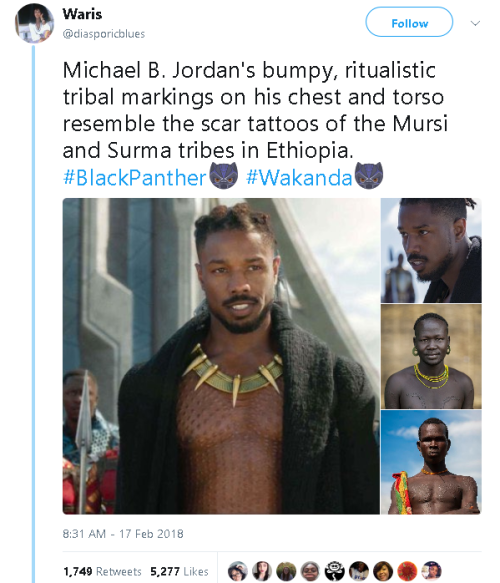 Waris
@diasporicblues
Follow
Michael B. Jordan's bumpy, ritualistic
tribal markings on his chest and torso
resemble the scar tattoos of the Mursi
and Surma tribes in Ethiopia.
#BlackPanther #Wakanda
8:31 AM - 17 Feb 2018
1,749 Retweets 5,277 Likes